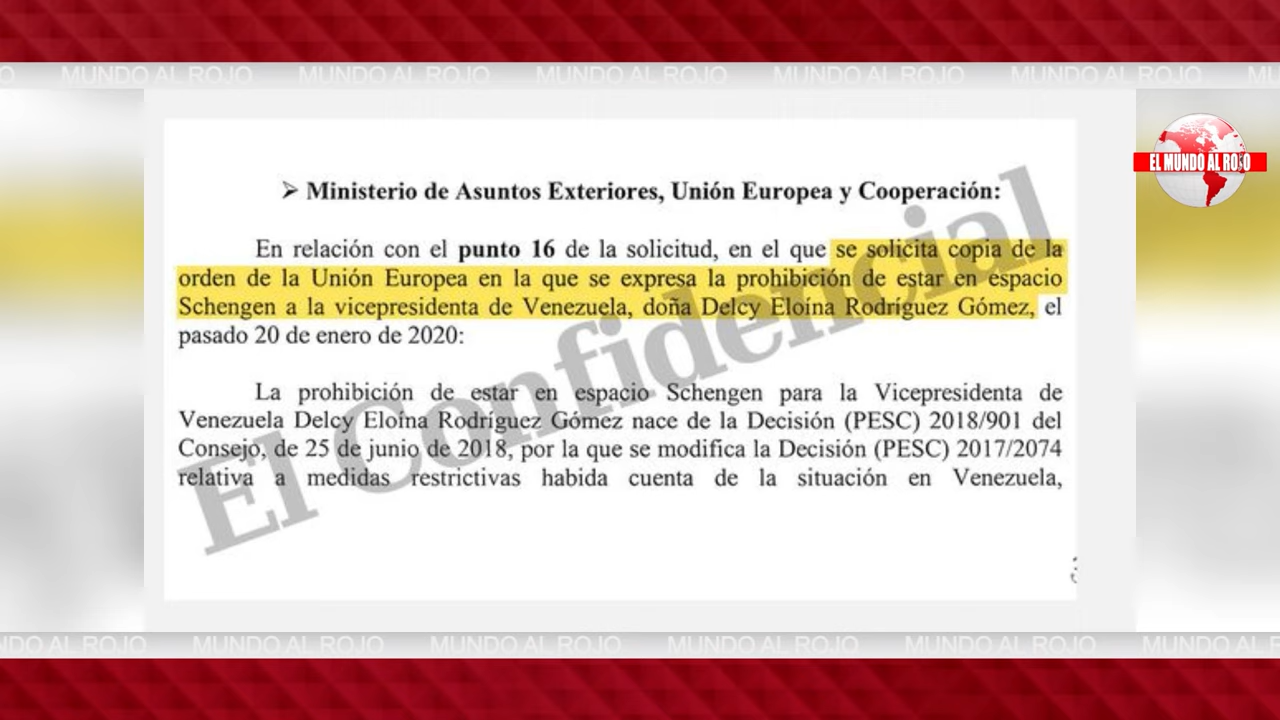 MUNDO AL ROJO MUNDO AL ROJO MUNDO AL ROJO MUNDO AL ROJO MUNDO AL ROJO
EL MUNDO AL ROJO
➢ Ministerio de Asuntos Exteriores, Unión Europea y Cooperación:
En relación con el punto 16 de la solicitud, en el que se solicita copia de la
orden de la Unión Europea en la que se expresa la prohibición de estar en espacio
Schengen a la vicepresidenta de Venezuela, doña Delcy Eloína Rodríguez Gómez, el
pasado 20 de enero de 2020:
La prohibición de estar en espacio Schengen para la Vicepresidenta de
Venezuela Delcy Eloína Rodríguez Gómez nace de la Decisión (PESC) 2018/901 del
Consejo, de 25 de junio de 2018, por la que se modifica la Decisión (PESC) 2017/2074
relativa a medidas restrictivas habida cuenta de la situación en Venezuela,
El Confidencial
NDO AL ROJO MUNDO AL ROJO MUNDO AL ROJO MUNDO AL ROJO MUNDO AL ROJO